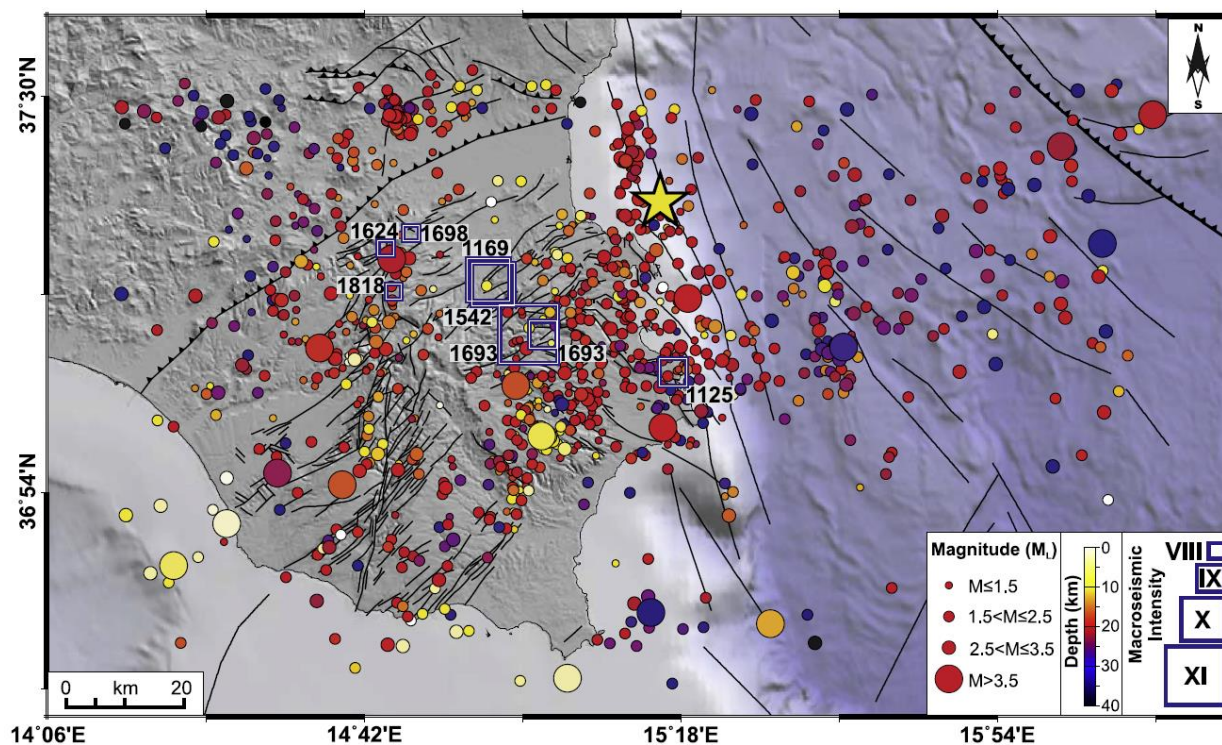 N
S
37°30'N
36°54'N
1624
1698
1169
1818
1542
1693
1693
1125
0 km 20
Magnitude (ML)
M≤1.5
1.5<M≤2.5
2.5<M≤3.5
M>3.5
Depth (km)
0
10
20
30
40
Macroseismic
Intensity
VIII
IX
X
XI
14°06'E
14°42'E
15°18'E
15°54'E